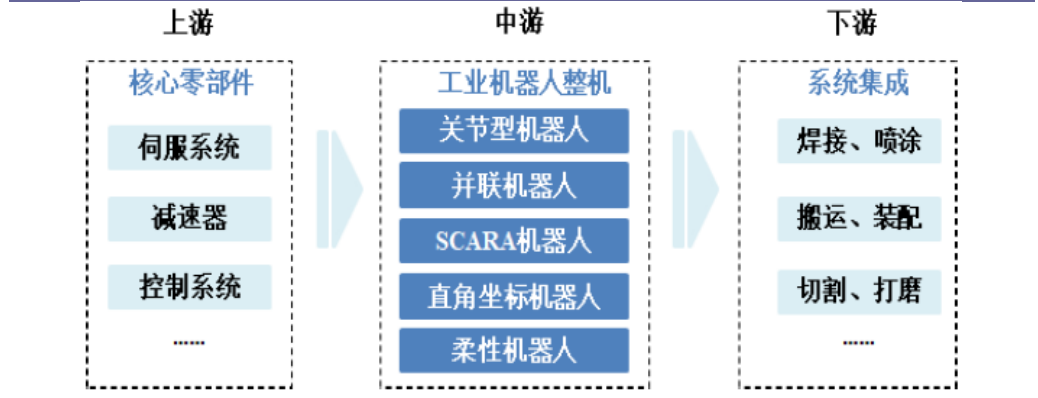 上游
中游
下游
核心零部件
伺服系统
减速器
控制系统
......
工业机器人整机
关节型机器人
并联机器人
SCARA机器人
直角坐标机器人
柔性机器人
系统集成
焊接、喷涂
搬运、装配
切割、打磨
......